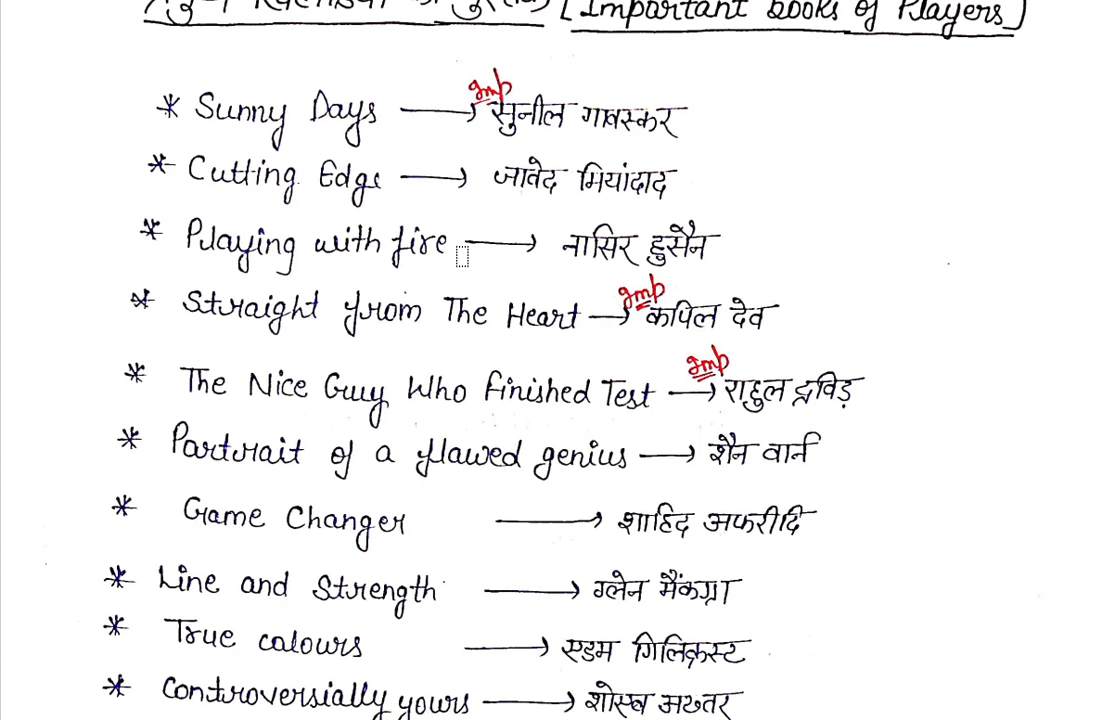 [Important books of Players]
* Sunny Days → Imp सुनील गावस्कर
* Cutting Edge → जावेद मियांदाद
* Playing with fire → नासिर हुसैन
* Straight from The Heart → Imp कपिल देव
* The Nice Guy Who Finished Test → Imp राहुल द्रविड़
* Partrait of a flawed genius → शैन वार्न
* Game Changer → शाहिद अफरीदि
* Line and Strength → ग्लेन मैकग्रा
* True calours → एडम गिलिक्रस्ट
* Controversially yours → शोएब अख्तर